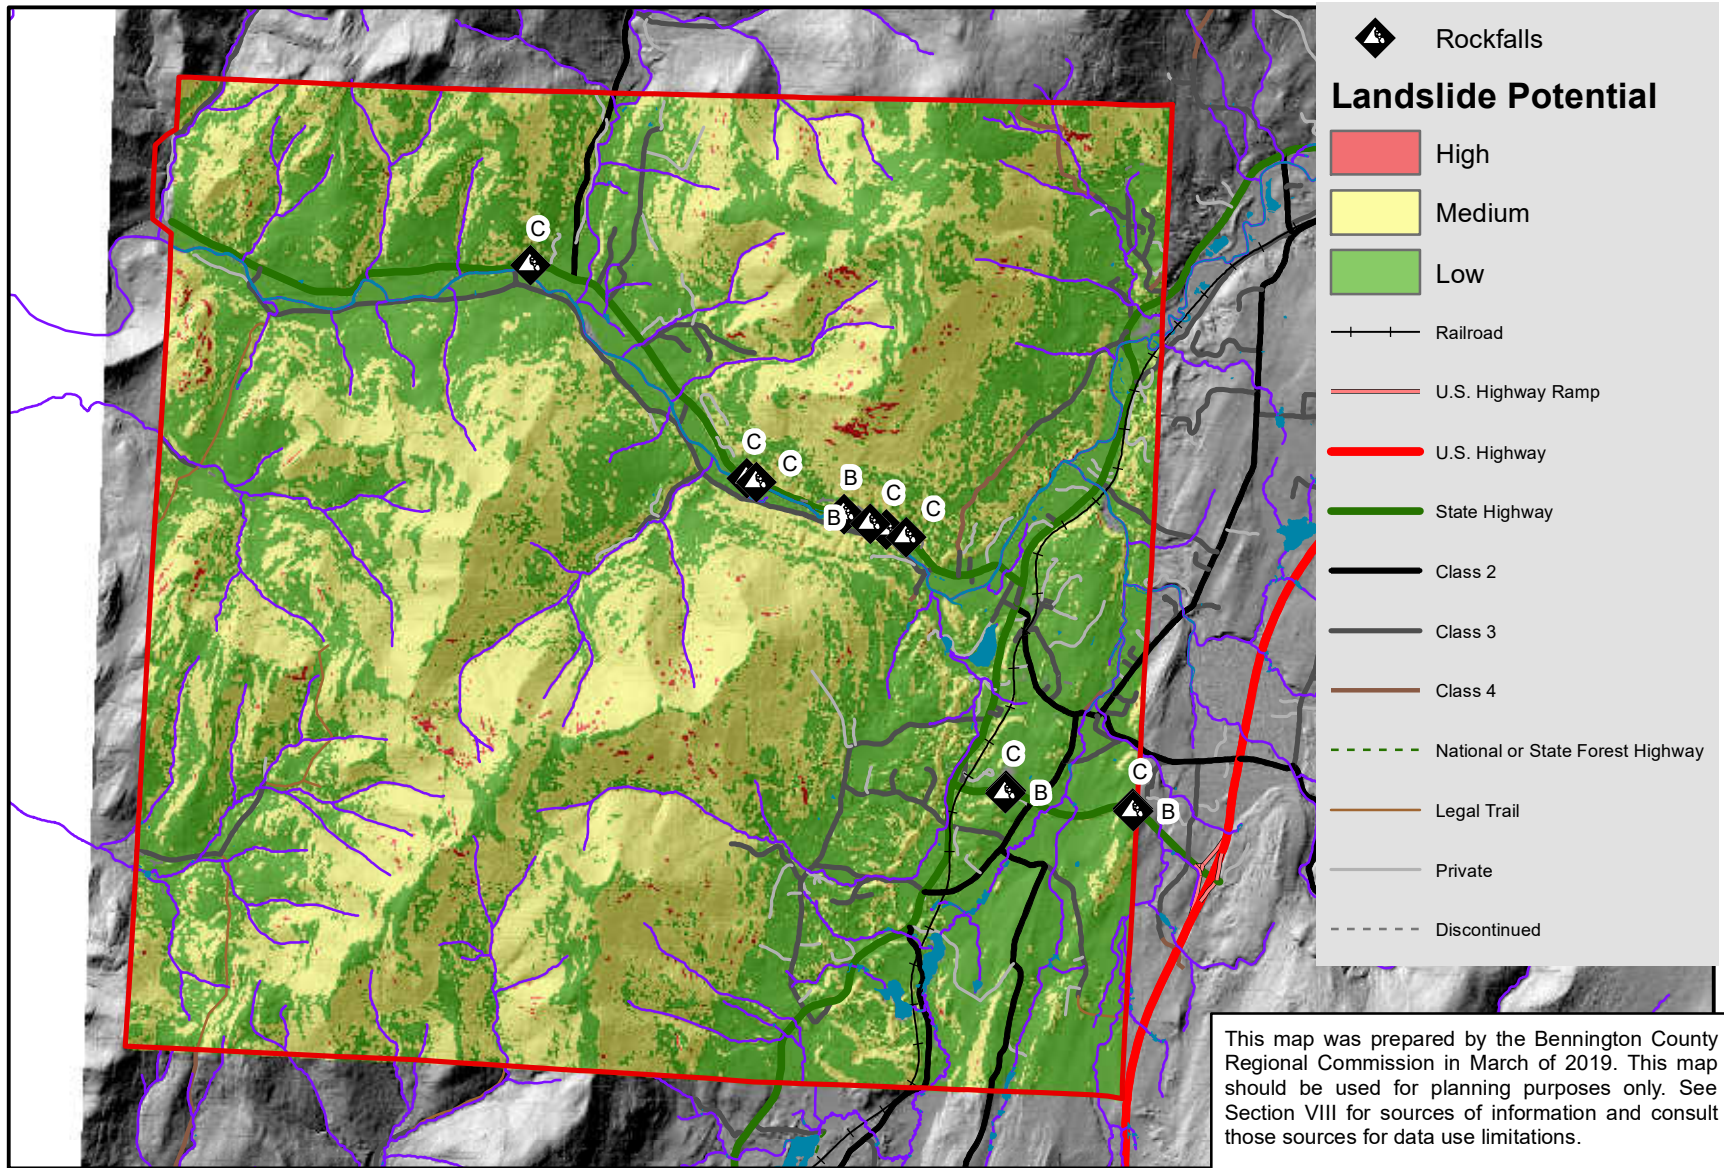 Rockfalls
Landslide Potential
High
Medium
Low
Railroad
U.S. Highway Ramp
U.S. Highway
State Highway
Class 2
Class 3
Class 4
National or State Forest Highway
Legal Trail
Private
Discontinued
C
C
C
B
C
B
C
C
B
C
B
This map was prepared by the Bennington County
Regional Commission in March of 2019. This map
should be used for planning purposes only. See
Section VIII for sources of information and consult
those sources for data use limitations.